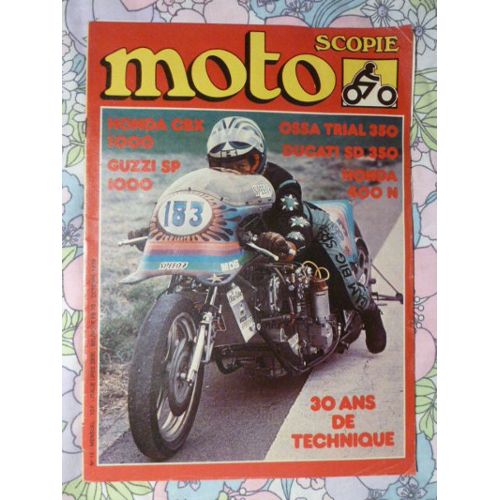 moto
SCOPIE
HONDA CBX
1000
GUZZI SP
1000
OSSA TRIAL 350
DUCATI SD 350
HONDA
400 N
153
30 ANS
DE
TECHNIQUE